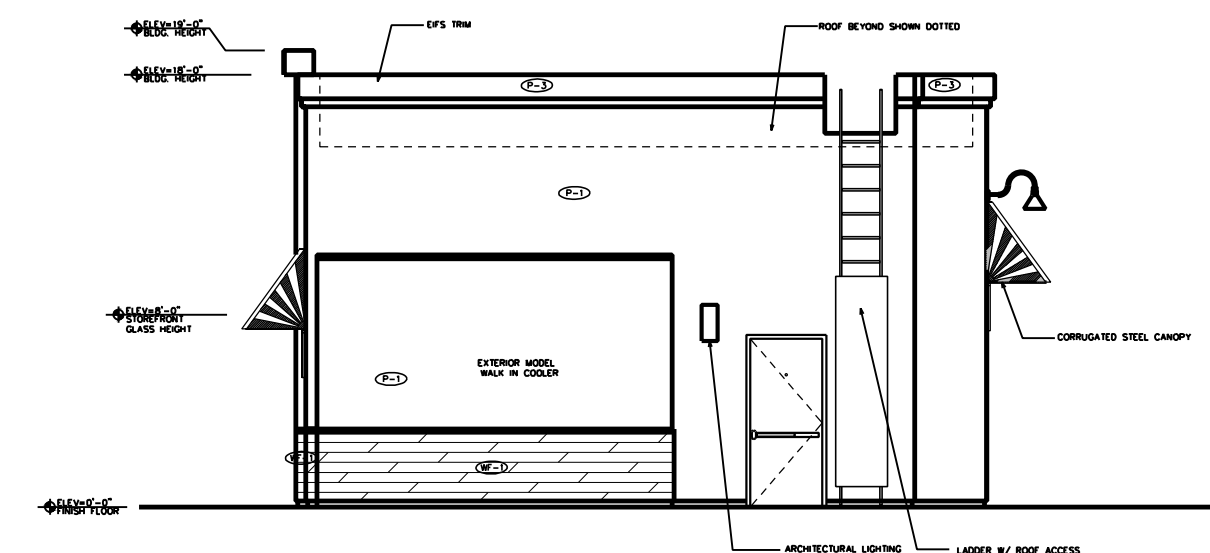 ELEV=19'-0"
BLDG. HEIGHT
EIFS TRIM
ROOF BEYOND SHOWN DOTTED
ELEV=18'-0"
BLDG. HEIGHT
P-3
P-3
P-1
ELEV=8'-0"
STOREFRONT
GLASS HEIGHT
CORRUGATED STEEL CANOPY
EXTERIOR MODEL
WALK IN COOLER
P-1
WF-1
WF-1
ELEV=0'-0"
FINISH FLOOR
ARCHITECTURAL LIGHTING
LADDER W/ ROOF ACCESS